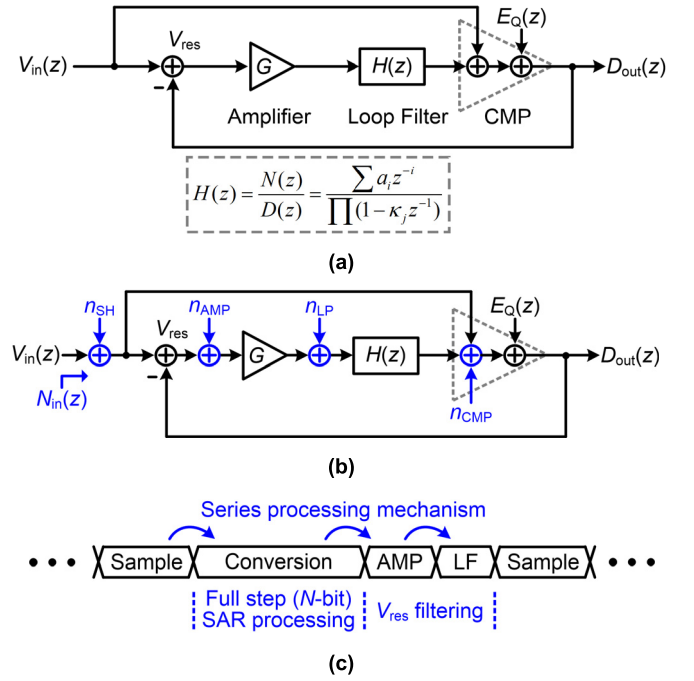 E_Q(z)
V_res
V_in(z) G H(z) D_out(z)
Amplifier Loop Filter CMP
H(z) = N(z)/D(z) = ∑ a_i z^{-i} / ∏(1 − κ_j z^{-1})
(a)
n_SH n_AMP n_LP E_Q(z)
V_res
V_in(z) G H(z) D_out(z)
N_in(z)
n_CMP
(b)
Series processing mechanism
Sample Conversion AMP LF Sample
Full step (N-bit)
SAR processing
V_res filtering
(c)